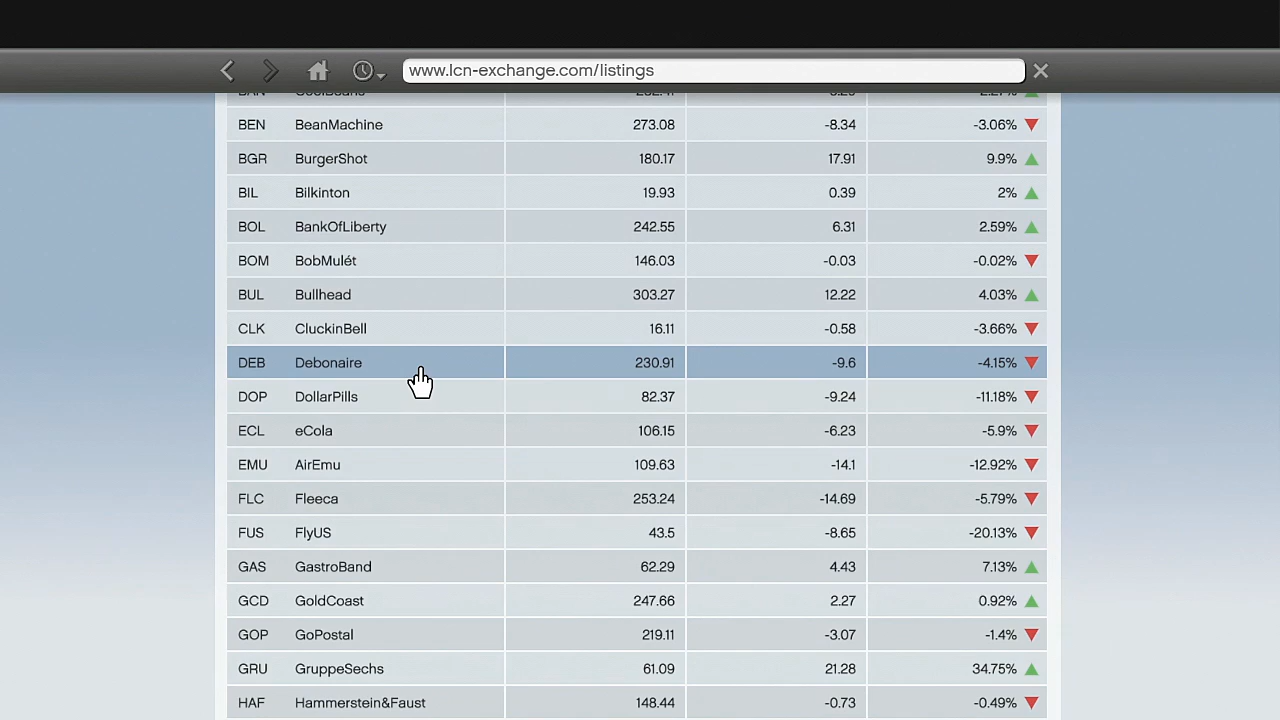 www.lcn-exchange.com/listings
BEN BeanMachine 273.08 -8.34 -3.06%
BGR BurgerShot 180.17 17.91 9.9%
BIL Bilkinton 19.93 0.39 2%
BOL BankOfLiberty 242.55 6.31 2.59%
BOM BobMulét 146.03 -0.03 -0.02%
BUL Bullhead 303.27 12.22 4.03%
CLK CluckinBell 16.11 -0.58 -3.66%
DEB Debonaire 230.91 -9.6 -4.15%
DOP DollarPills 82.37 -9.24 -11.18%
ECL eCola 106.15 -6.23 -5.9%
EMU AirEmu 109.63 -14.1 -12.92%
FLC Fleeca 253.24 -14.69 -5.79%
FUS FlyUS 43.5 -8.65 -20.13%
GAS GastroBand 62.29 4.43 7.13%
GCD GoldCoast 247.66 2.27 0.92%
GOP GoPostal 219.11 -3.07 -1.4%
GRU GruppeSechs 61.09 21.28 34.75%
HAF Hammerstein&Faust 148.44 -0.73 -0.49%